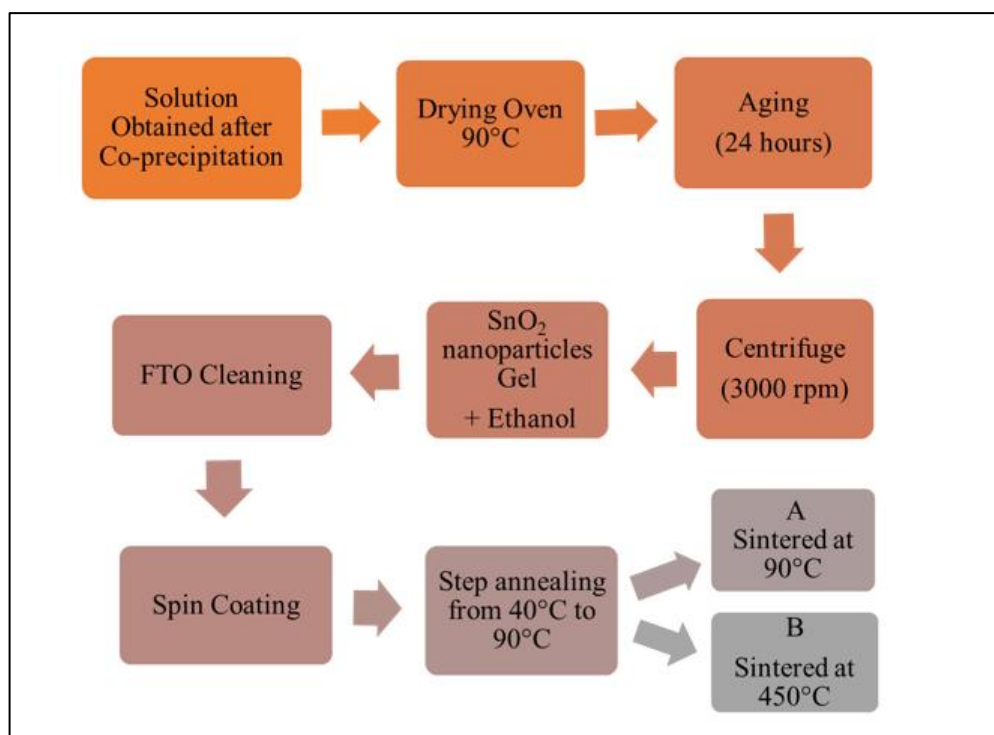 Solution
Obtained after
Co-precipitation
Drying Oven
90°C
Aging
(24 hours)
Centrifuge
(3000 rpm)
SnO₂
nanoparticles
Gel
+ Ethanol
FTO Cleaning
Spin Coating
Step annealing
from 40°C to
90°C
A
Sintered at
90°C
B
Sintered at
450°C